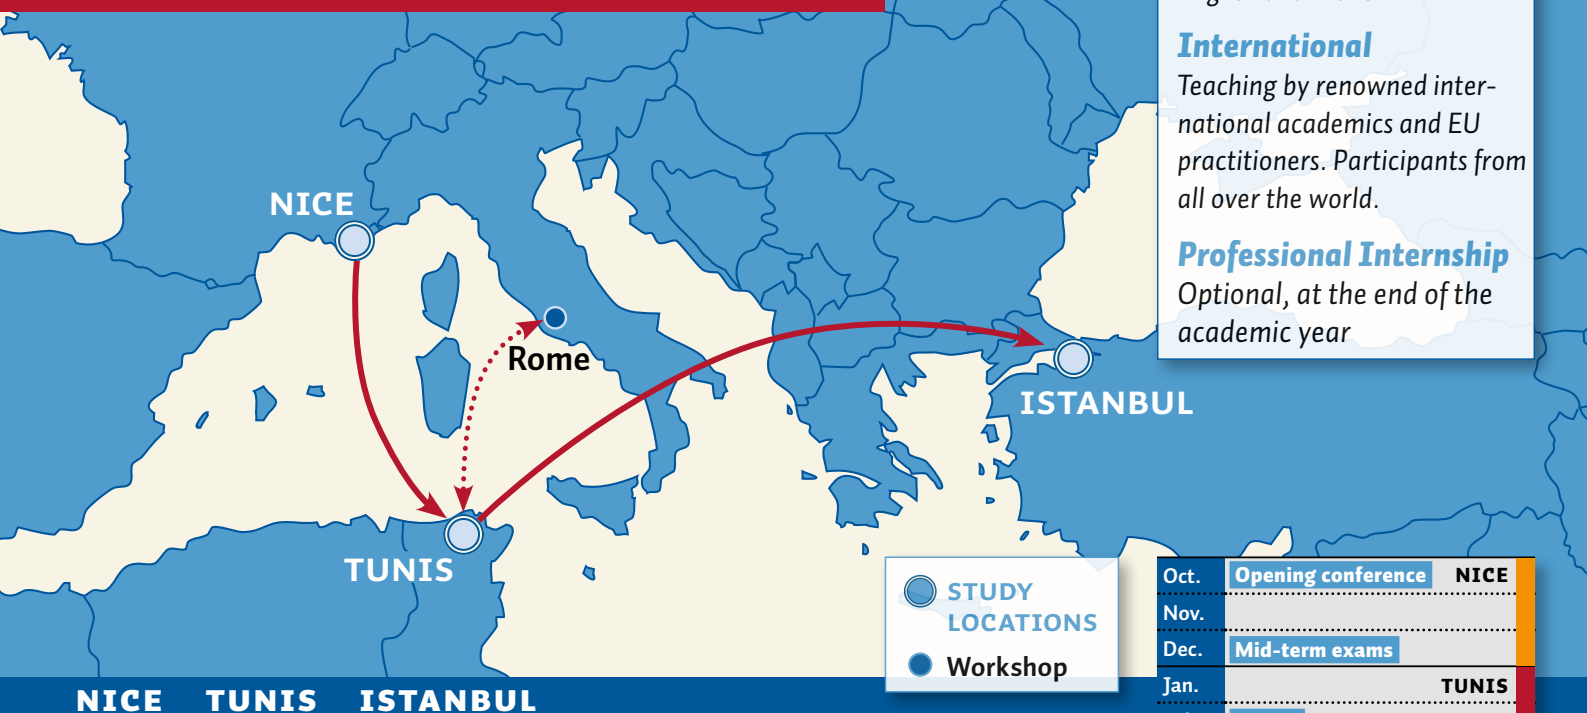 International
Teaching by renowned inter-
national academics and EU
practitioners. Participants from
all over the world.
Professional Internship
Optional, at the end of the
academic year
NICE
Rome
ISTANBUL
TUNIS
STUDY
LOCATIONS
Workshop
Oct. Opening conference NICE
Nov.
Dec. Mid-term exams
Jan. TUNIS
NICE TUNIS ISTANBUL